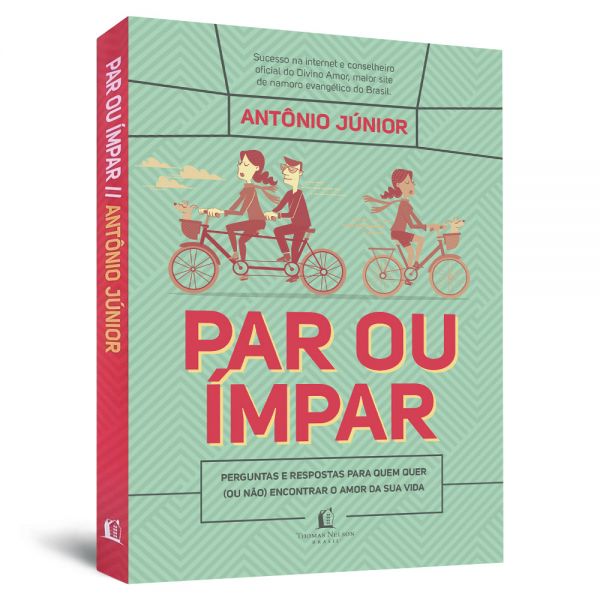 Sucesso na internet e conselheiro
oficial do Divino Amor, maior site
de namoro evangélico do Brasil.
ANTÔNIO JÚNIOR
PAR OU
ÍMPAR
PERGUNTAS E RESPOSTAS PARA QUEM QUER
(OU NÃO) ENCONTRAR O AMOR DA SUA VIDA
THOMAS NELSON
BRASIL
PAR OU ÍMPAR // ANTÔNIO JÚNIOR